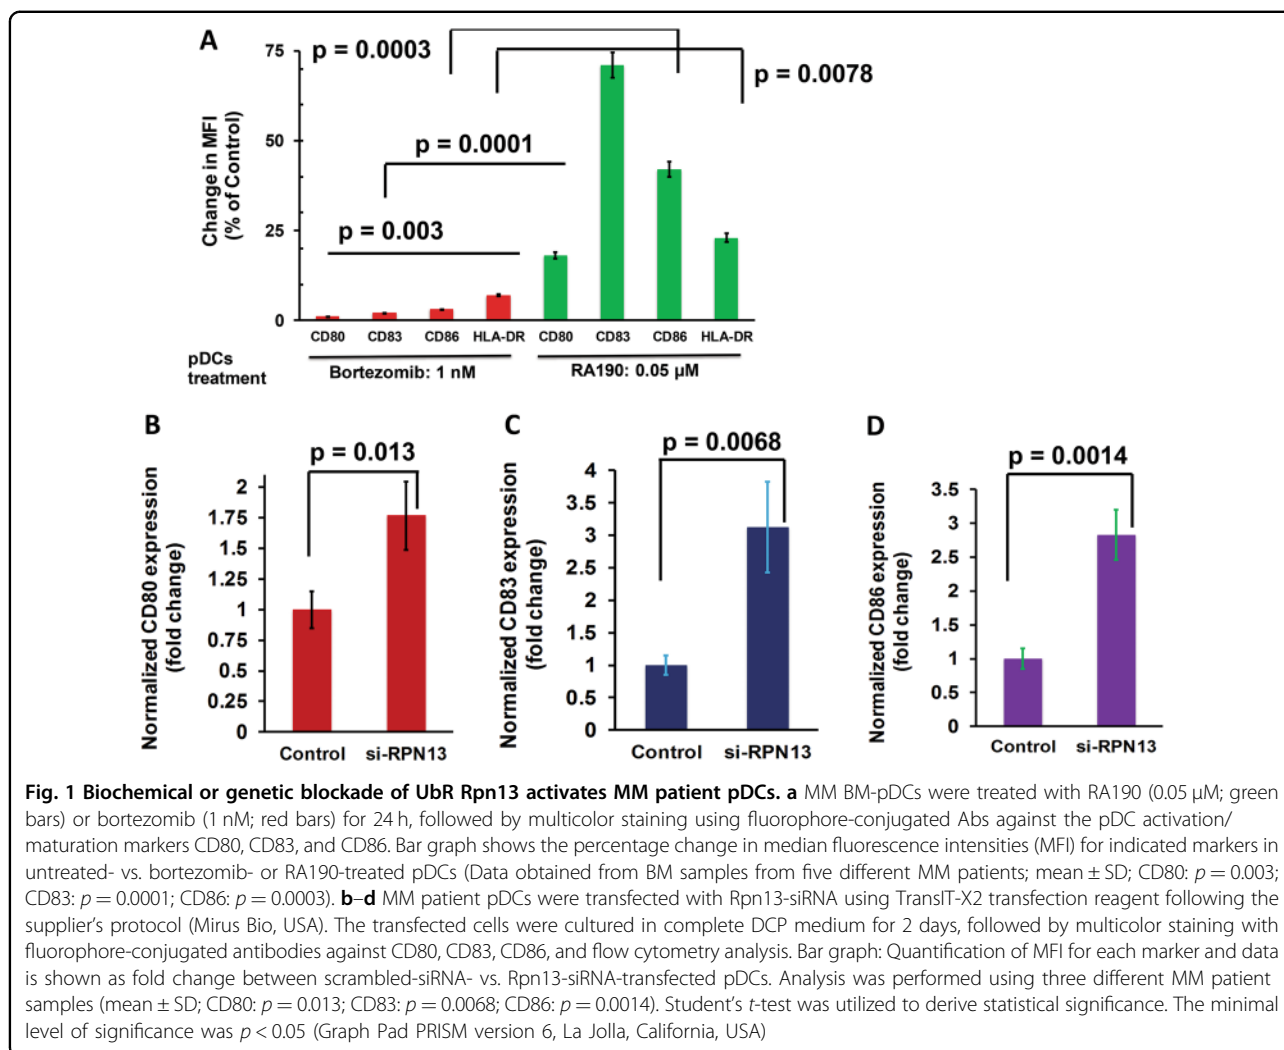 A
p = 0.0003
p = 0.0078
p = 0.0001
p = 0.003
Change in MFI
(% of Control)
75
50
25
0
CD80 CD83 CD86 HLA-DR CD80 CD83 CD86 HLA-DR
pDCs
treatment
Bortezomib: 1 nM RA190: 0.05 µM
B
p = 0.013
Normalized CD80 expression
(fold change)
2
1.75
1.5
1.25
1
0.75
0.5
0.25
0
Control si-RPN13
C
p = 0.0068
Normalized CD83 expression
(fold change)
4
3.5
3
2.5
2
1.5
1
0.5
0
Control si-RPN13
D
p = 0.0014
Normalized CD86 expression
(fold change)
3.5
3
2.5
2
1.5
1
0.5
0
Control si-RPN13
Fig. 1 Biochemical or genetic blockade of UbR Rpn13 activates MM patient pDCs. a MM BM-pDCs were treated with RA190 (0.05 µM; green
bars) or bortezomib (1 nM; red bars) for 24 h, followed by multicolor staining using fluorophore-conjugated Abs against the pDC activation/
maturation markers CD80, CD83, and CD86. Bar graph shows the percentage change in median fluorescence intensities (MFI) for indicated markers in
untreated- vs. bortezomib- or RA190-treated pDCs (Data obtained from BM samples from five different MM patients; mean ± SD; CD80: p = 0.003;
CD83: p = 0.0001; CD86: p = 0.0003). b–d MM patient pDCs were transfected with Rpn13-siRNA using TransIT-X2 transfection reagent following the
supplier's protocol (Mirus Bio, USA). The transfected cells were cultured in complete DCP medium for 2 days, followed by multicolor staining with
fluorophore-conjugated antibodies against CD80, CD83, CD86, and flow cytometry analysis. Bar graph: Quantification of MFI for each marker and data
is shown as fold change between scrambled-siRNA- vs. Rpn13-siRNA-transfected pDCs. Analysis was performed using three different MM patient
samples (mean ± SD; CD80: p = 0.013; CD83: p = 0.0068; CD86: p = 0.0014). Student's t-test was utilized to derive statistical significance. The minimal
level of significance was p < 0.05 (Graph Pad PRISM version 6, La Jolla, California, USA)